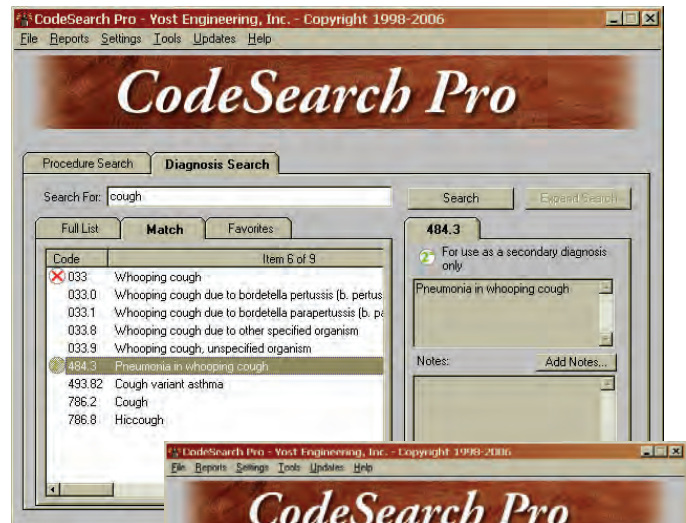 CodeSearch Pro - Yost Engineering, Inc. - Copyright 1998-2006
File Reports Settings Tools Updates Help
CodeSearch Pro
Procedure Search Diagnosis Search
Search For: cough Search Expand Search
Full List Match Favorites 484.3
Code Item 6 of 9
2 For use as a secondary diagnosis only
033 Whooping cough
033.0 Whooping cough due to bordetella pertussis (b. pertus
033.1 Whooping cough due to bordetella parapertussis (b. pa
033.8 Whooping cough due to other specified organism
033.9 Whooping cough, unspecified organism
484.3 Pneumonia in whooping cough
493.82 Cough variant asthma
786.2 Cough
786.8 Hiccough
Pneumonia in whooping cough
Notes: Add Notes...
CodeSearch Pro - Yost Engineering, Inc. - Copyright 1998-2006
File Reports Settings Tools Updates Help
CodeSearch Pro